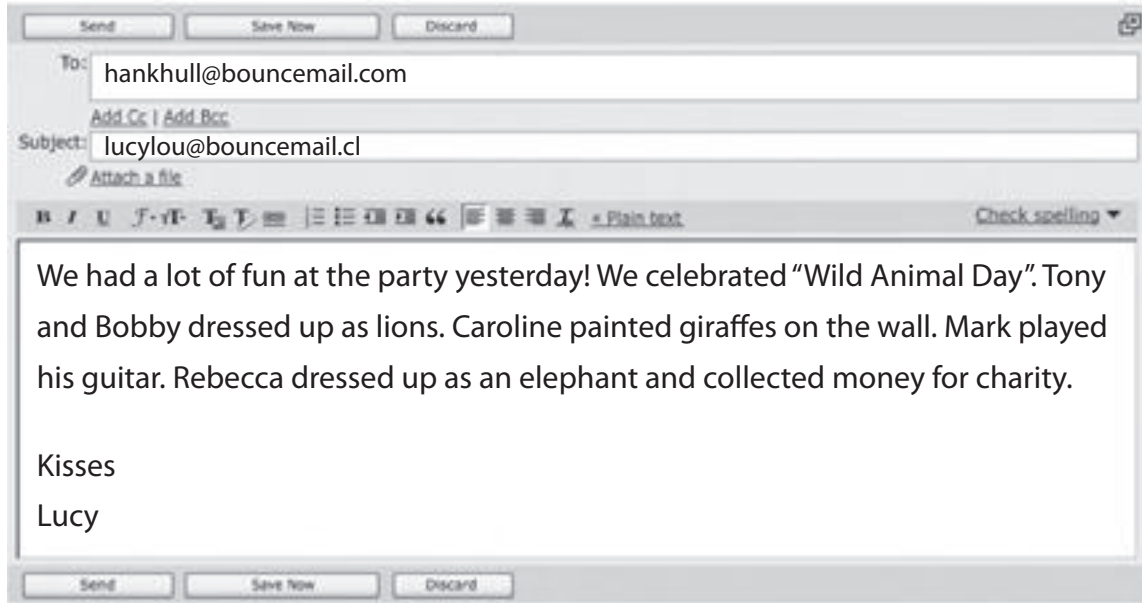 Send Save Now Discard
To: hankhull@bouncemail.com
Add Cc | Add Bcc
Subject: lucylou@bouncemail.cl
Attach a file
B I U « Plain text Check spelling
We had a lot of fun at the party yesterday! We celebrated “Wild Animal Day”. Tony
and Bobby dressed up as lions. Caroline painted giraffes on the wall. Mark played
his guitar. Rebecca dressed up as an elephant and collected money for charity.
Kisses
Lucy
Send Save Now Discard